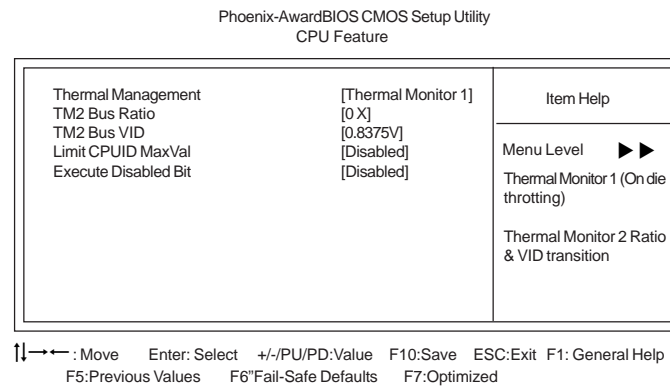 Phoenix-AwardBIOS CMOS Setup Utility
CPU Feature
Thermal Management [Thermal Monitor 1]
TM2 Bus Ratio [0 X]
TM2 Bus VID [0.8375V]
Limit CPUID MaxVal [Disabled]
Execute Disabled Bit [Disabled]
Item Help
Menu Level ▶▶
Thermal Monitor 1 (On die
throtting)
Thermal Monitor 2 Ratio
& VID transition
↑↓→← : Move Enter: Select +/-/PU/PD:Value F10:Save ESC:Exit F1: General Help
F5:Previous Values F6"Fail-Safe Defaults F7:Optimized